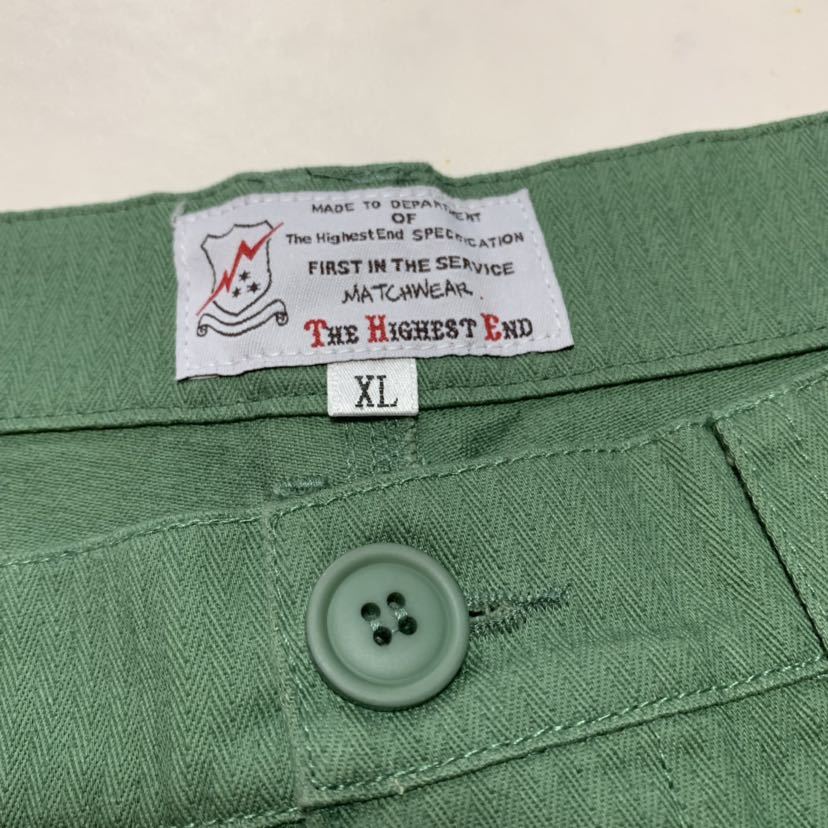 MADE TO DEPARTMENT
OF
The HighestEnd SPECIFICATION
FIRST IN THE SERVICE
MATCHWEAR.
THE HIGHEST END
XL